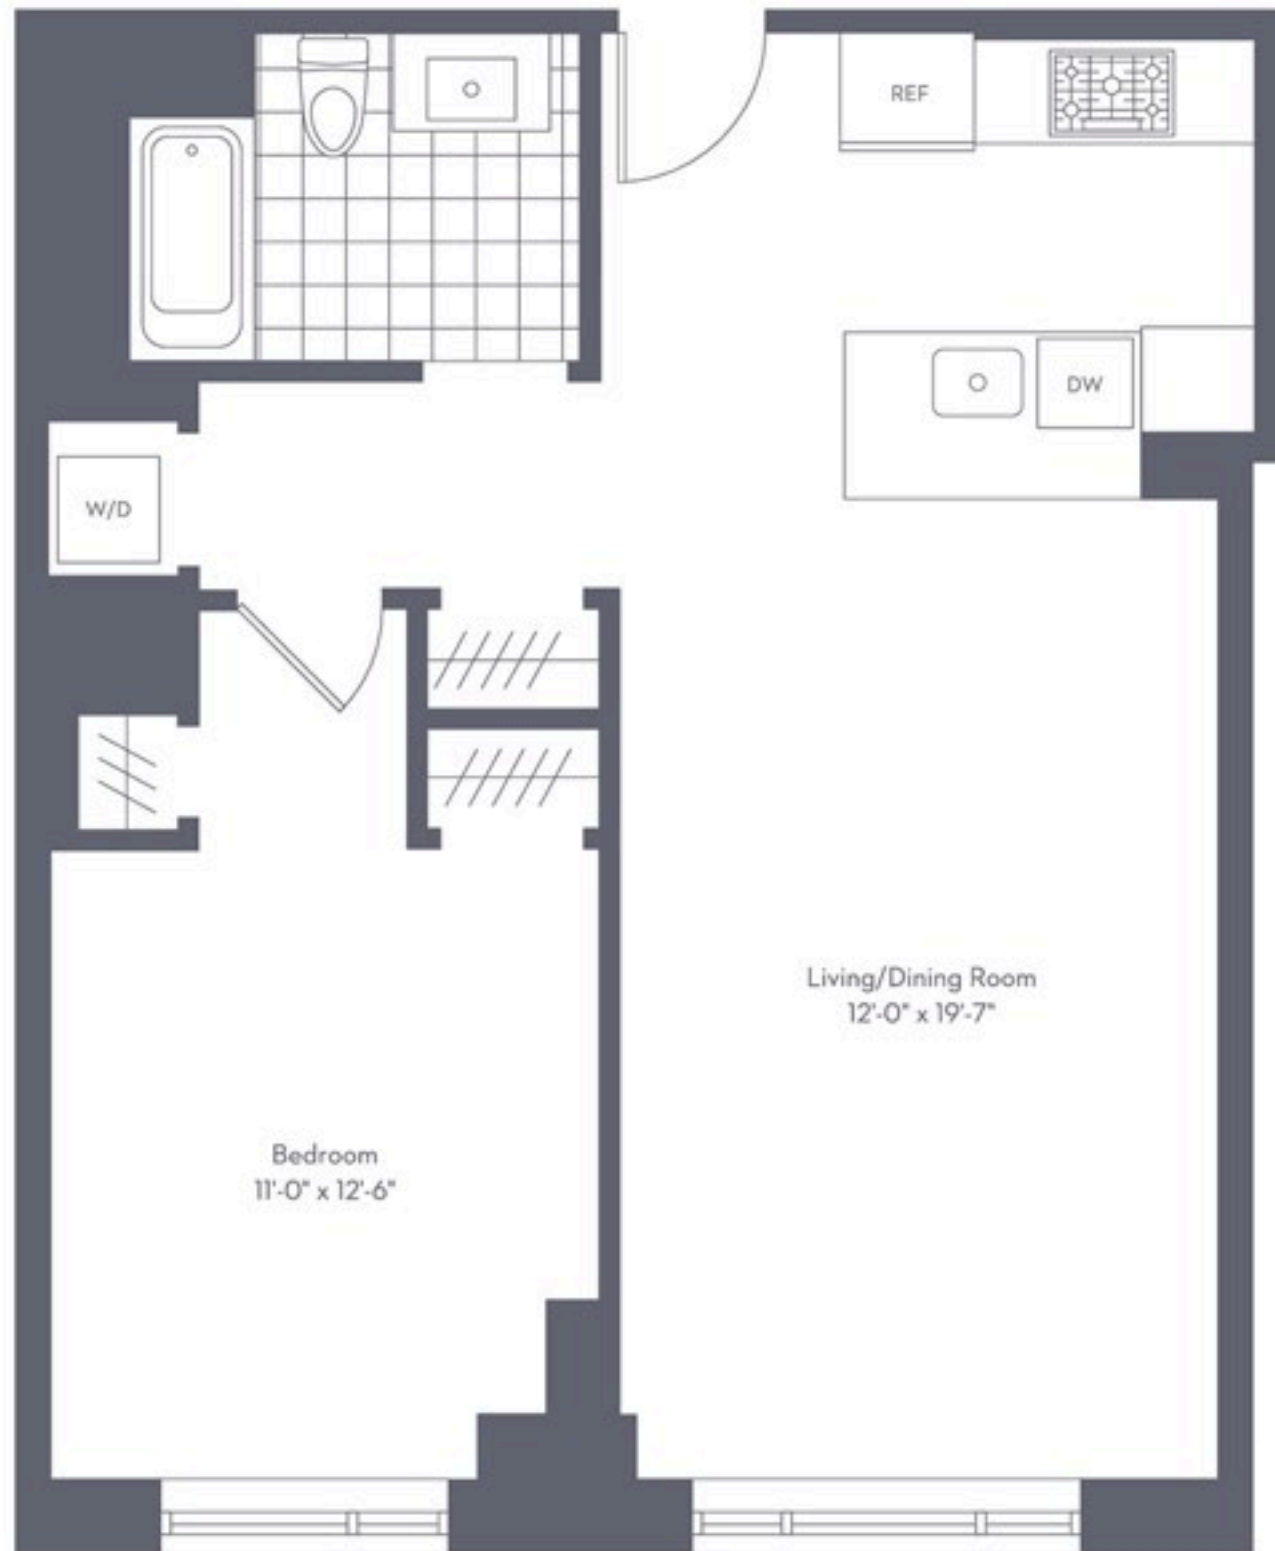 REF
DW
W/D
Living/Dining Room
12'-0" x 19'-7"
Bedroom
11'-0" x 12'-6"